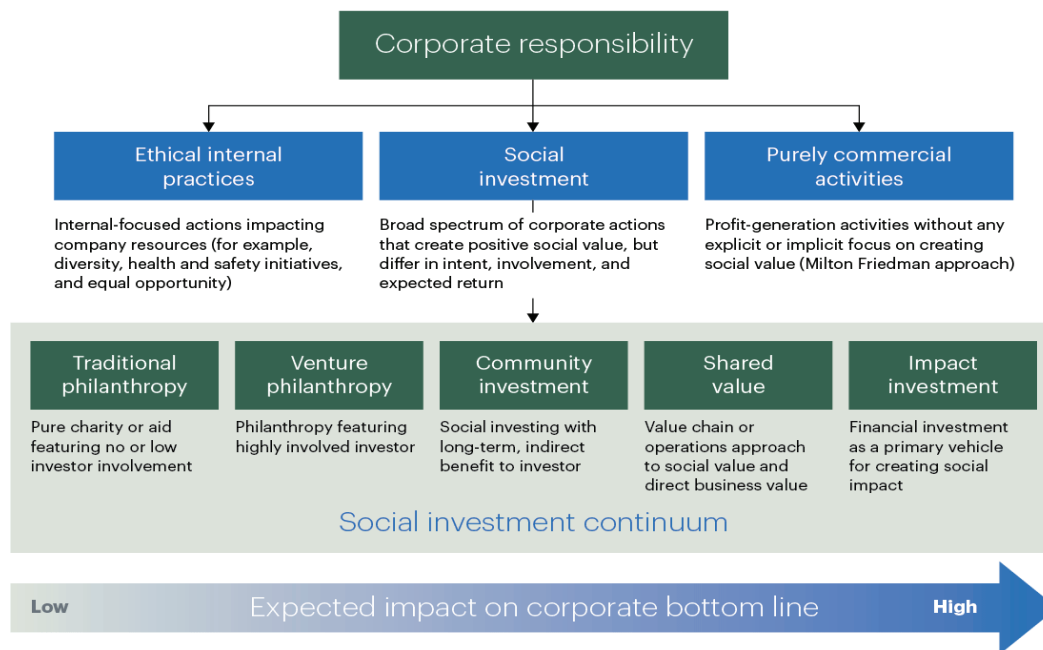 Corporate responsibility
Ethical internal
practices
Internal-focused actions impacting
company resources (for example,
diversity, health and safety initiatives,
and equal opportunity)
Social
investment
Broad spectrum of corporate actions
that create positive social value, but
differ in intent, involvement, and
expected return
Purely commercial
activities
Profit-generation activities without any
explicit or implicit focus on creating
social value (Milton Friedman approach)
Traditional
philanthropy
Pure charity or aid
featuring no or low
investor involvement
Venture
philanthropy
Philanthropy featuring
highly involved investor
Community
investment
Social investing with
long-term, indirect
benefit to investor
Shared
value
Value chain or
operations approach
to social value and
direct business value
Impact
investment
Financial investment
as a primary vehicle
for creating social
impact
Social investment continuum
Low
Expected impact on corporate bottom line
High